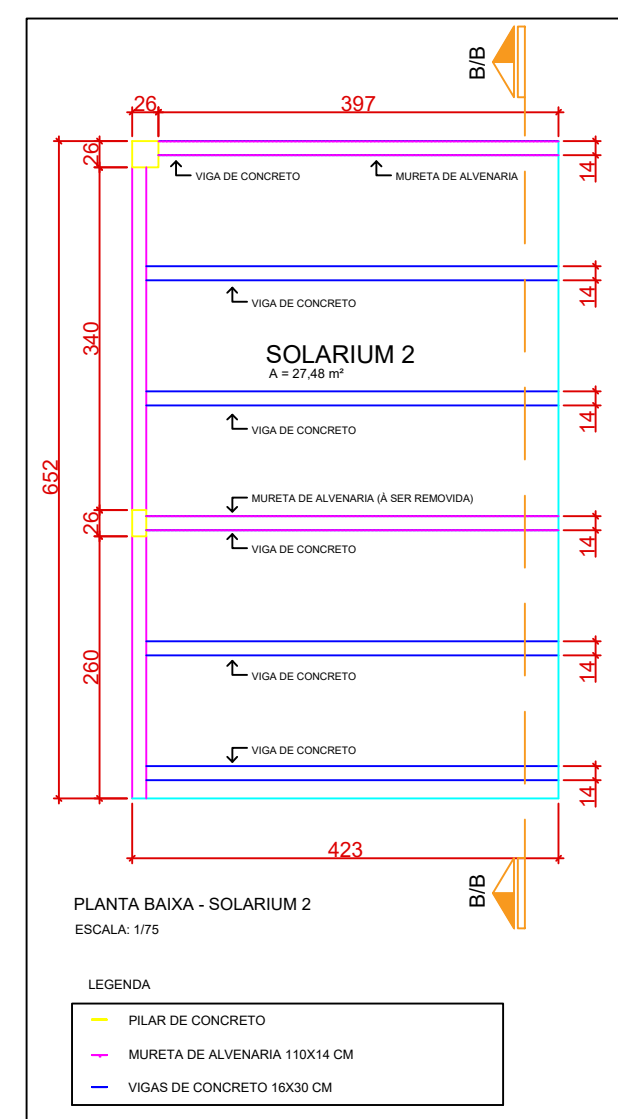 B/B
26
397
26
14
VIGA DE CONCRETO
MURETA DE ALVENARIA
14
VIGA DE CONCRETO
340
SOLARIUM 2
A = 27,48 m²
14
VIGA DE CONCRETO
652
MURETA DE ALVENARIA (À SER REMOVIDA)
26
14
VIGA DE CONCRETO
260
14
VIGA DE CONCRETO
VIGA DE CONCRETO
14
423
B/B
PLANTA BAIXA - SOLARIUM 2
ESCALA: 1/75
LEGENDA
PILAR DE CONCRETO
MURETA DE ALVENARIA 110X14 CM
VIGAS DE CONCRETO 16X30 CM